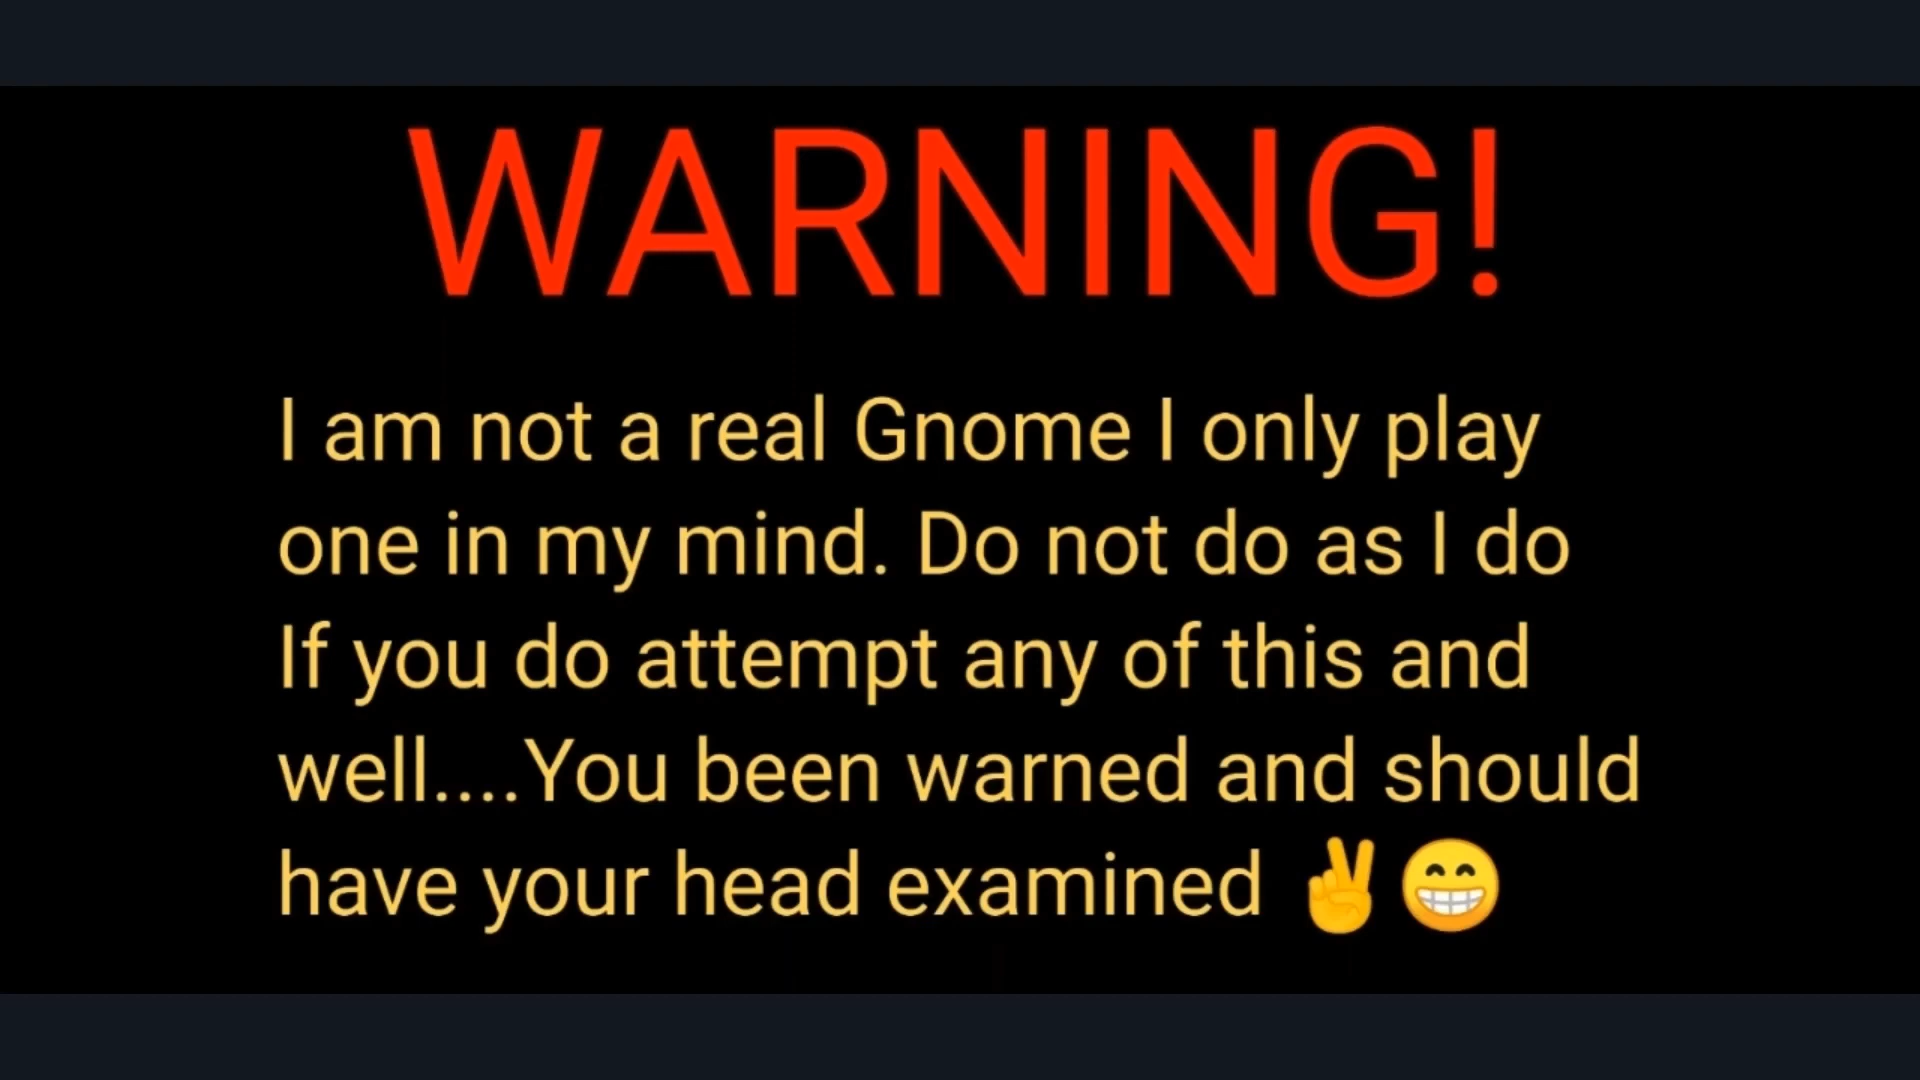 WARNING!
I am not a real Gnome I only play
one in my mind. Do not do as I do
If you do attempt any of this and
well....You been warned and should
have your head examined ✌😁